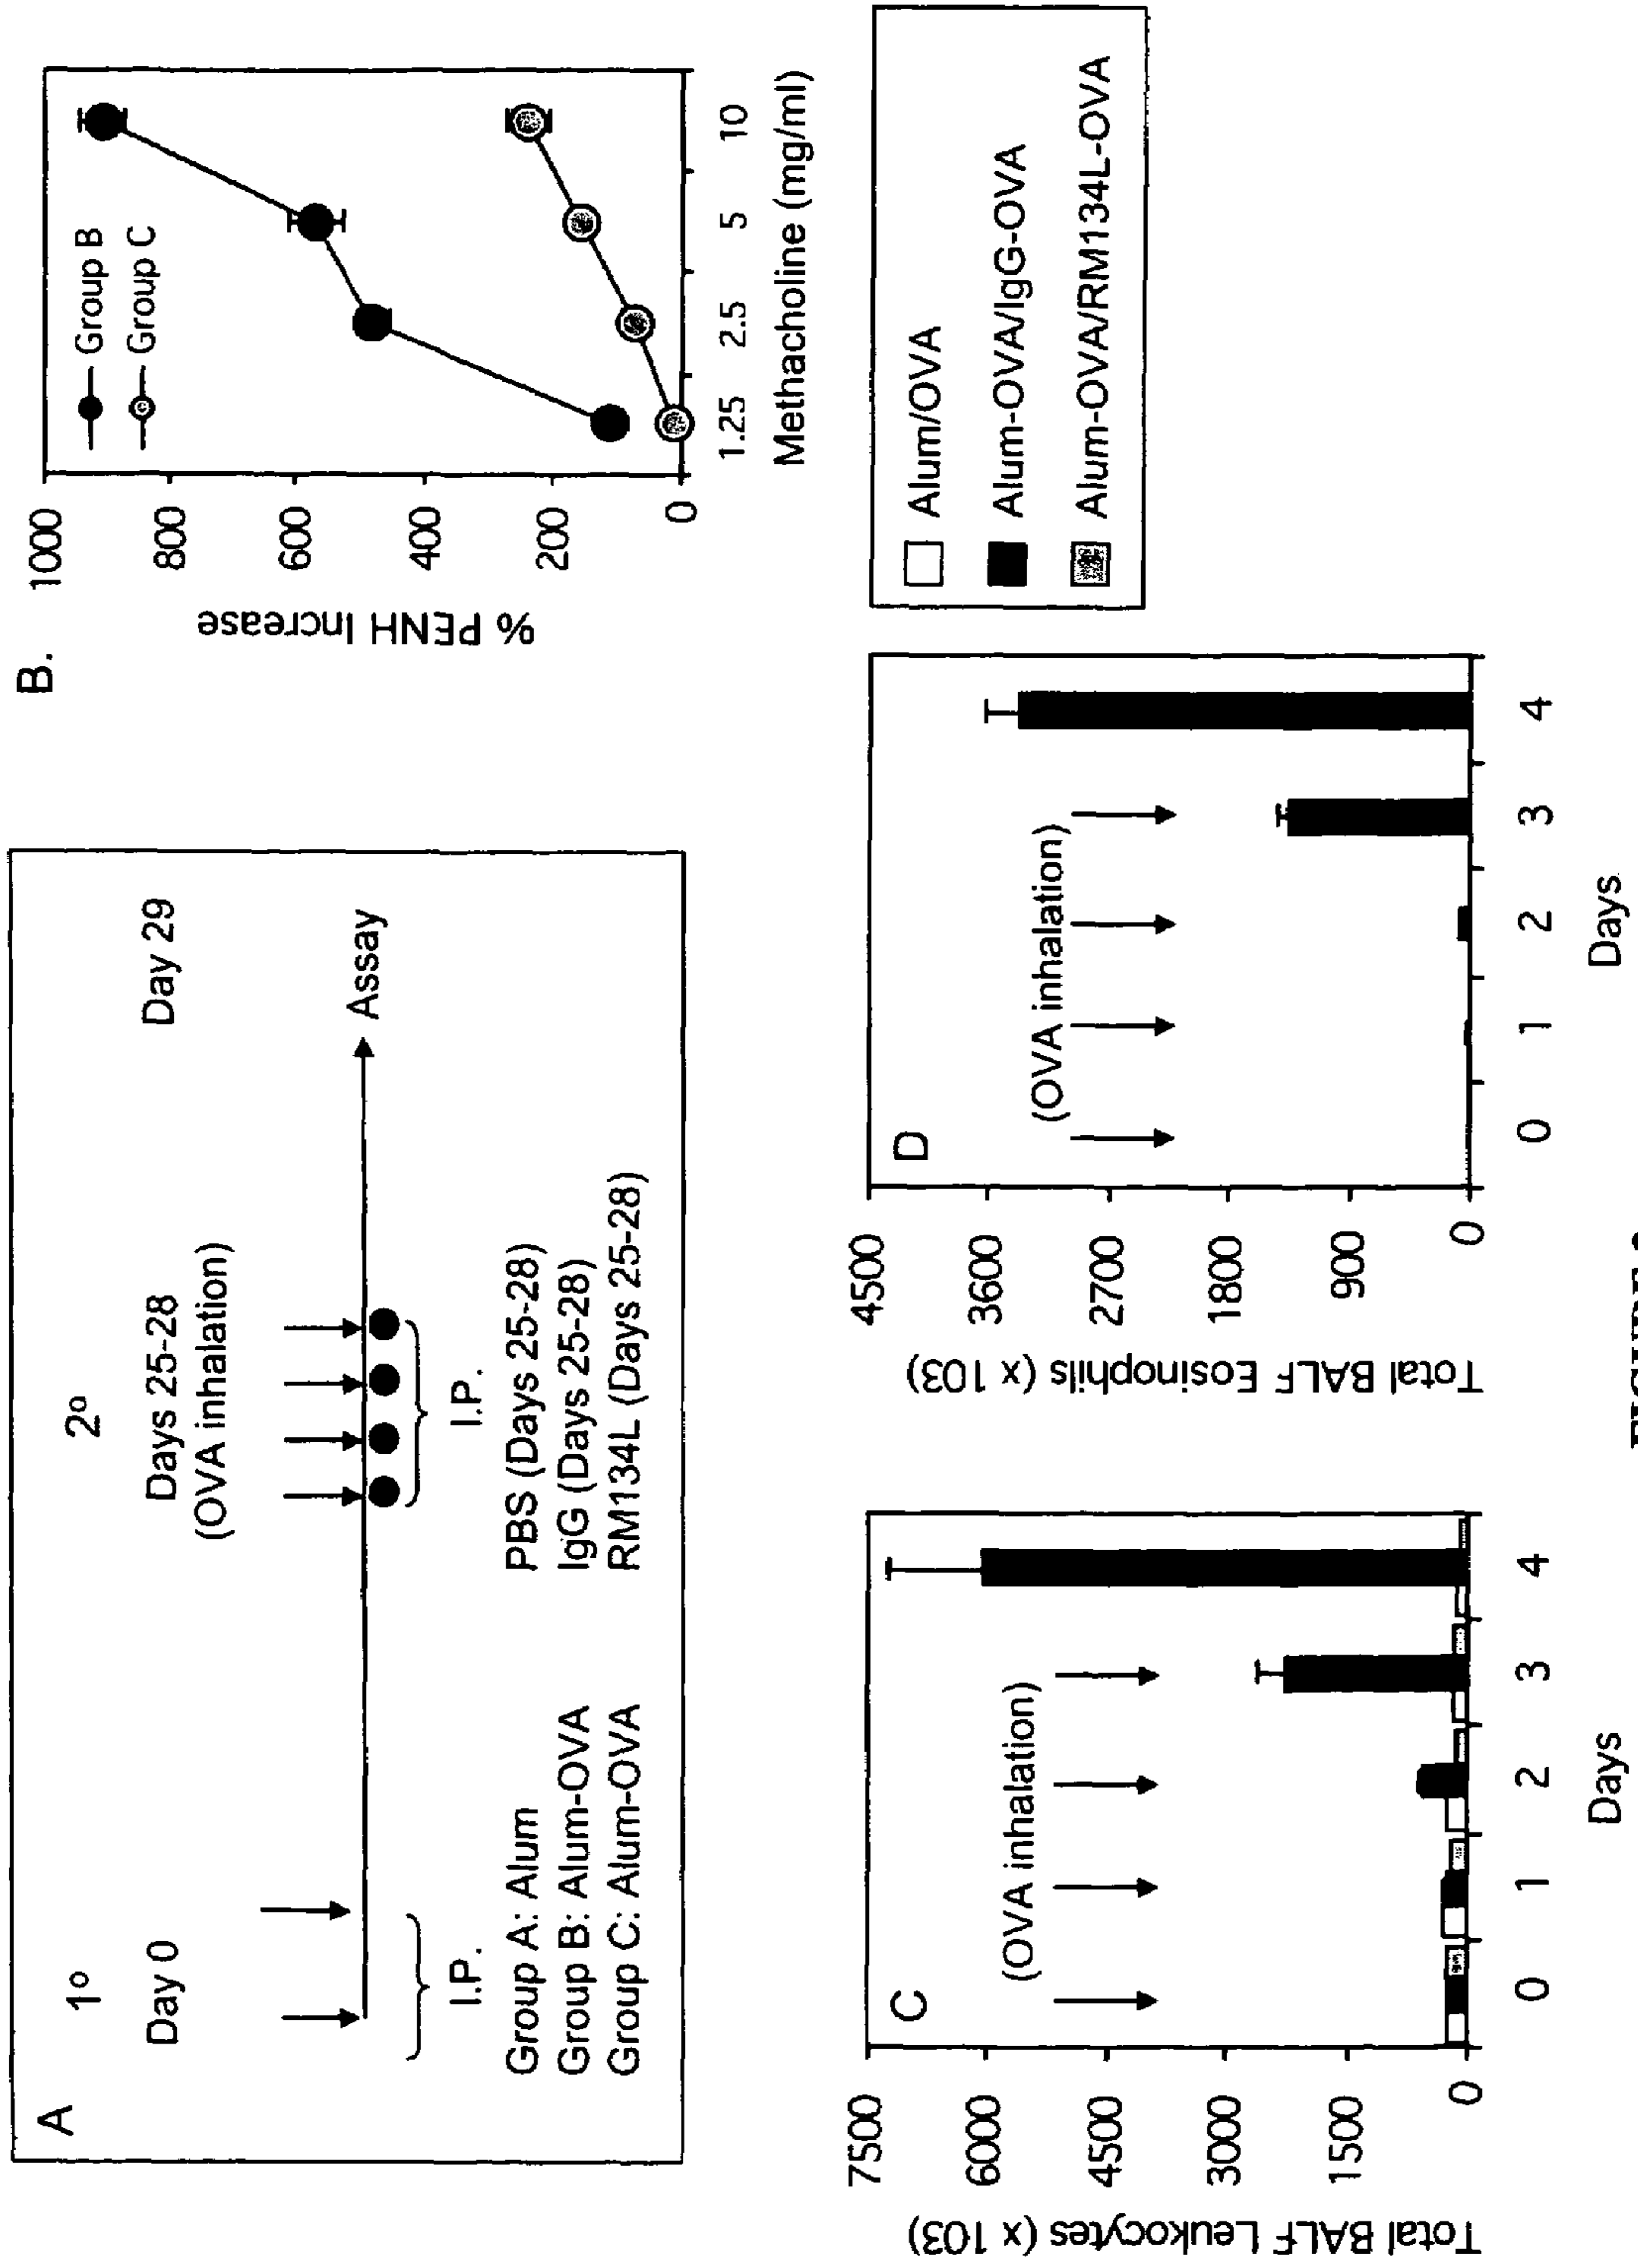 A
1º
2º
Day 0
Days 25-28
Day 29
(OVA inhalation)
Assay
I.P.
I.P.
Group A: Alum
PBS (Days 25-28)
Group B: Alum-OVA
IgG (Days 25-28)
Group C: Alum-OVA
RM134L (Days 25-28)
B.
% PENH Increase
1000
800
600
400
200
0
Group B
Group C
1.25
2.5
5
10
Methacholine (mg/ml)
C
Total BALF Leukocytes (x 103)
7500
6000
4500
3000
1500
0
(OVA inhalation)
0
1
2
3
4
Days
D
Total BALF Eosinophils (x 103)
4500
3600
2700
1800
900
0
(OVA inhalation)
0
1
2
3
4
Days
Alum/OVA
Alum-OVA/IgG-OVA
Alum-OVA/RM134L-OVA